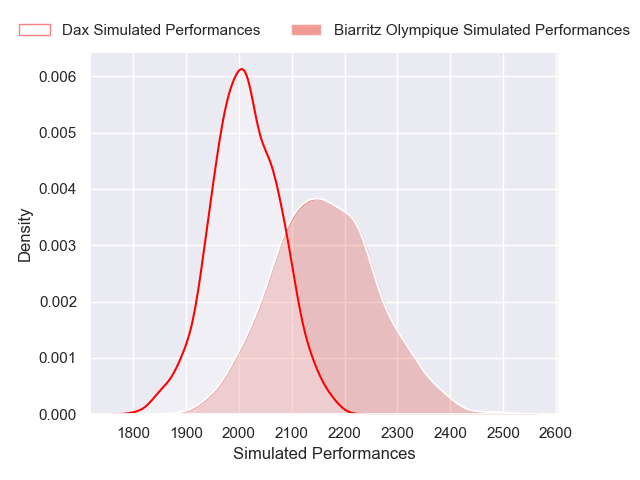 Dax Simulated Performances
Biarritz Olympique Simulated Performances
0.006
0.005
0.004
0.003
0.002
0.001
0.000
Density
1800 1900 2000 2100 2200 2300 2400 2500 2600
Simulated Performances